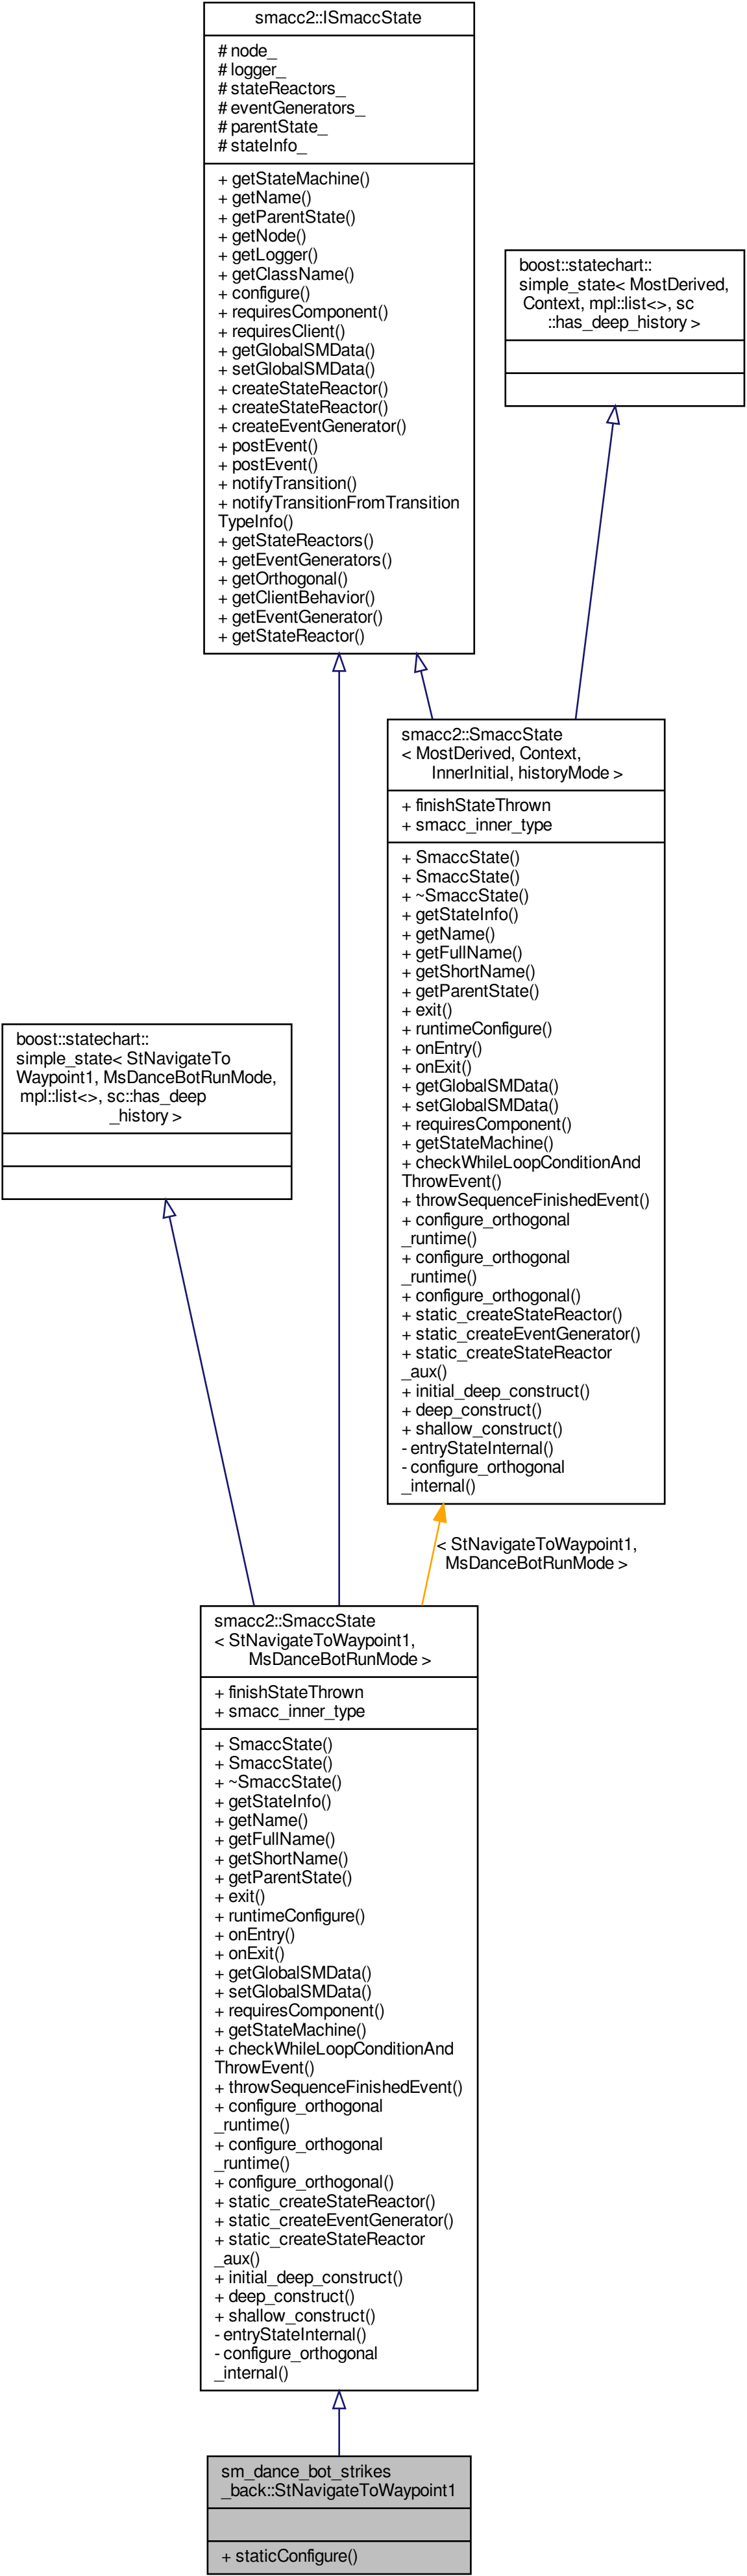 smacc2::ISmaccState
# node_
# logger_
# stateReactors_
# eventGenerators_
# parentState_
# stateInfo_
+ getStateMachine()
+ getName()
+ getParentState()
+ getNode()
+ getLogger()
+ getClassName()
+ configure()
+ requiresComponent()
+ requiresClient()
+ getGlobalSMData()
+ setGlobalSMData()
+ createStateReactor()
+ createStateReactor()
+ createEventGenerator()
+ postEvent()
+ postEvent()
+ notifyTransition()
+ notifyTransitionFromTransition
TypeInfo()
+ getStateReactors()
+ getEventGenerators()
+ getOrthogonal()
+ getClientBehavior()
+ getEventGenerator()
+ getStateReactor()
boost::statechart::
simple_state< MostDerived,
Context, mpl::list<>, sc
::has_deep_history >
smacc2::SmaccState
< MostDerived, Context,
InnerInitial, historyMode >
+ finishStateThrown
+ smacc_inner_type
+ SmaccState()
+ SmaccState()
+ ~SmaccState()
+ getStateInfo()
+ getName()
+ getFullName()
+ getShortName()
+ getParentState()
+ exit()
+ runtimeConfigure()
+ onEntry()
+ onExit()
+ getGlobalSMData()
+ setGlobalSMData()
+ requiresComponent()
+ getStateMachine()
+ checkWhileLoopConditionAnd
ThrowEvent()
+ throwSequenceFinishedEvent()
+ configure_orthogonal
_runtime()
+ configure_orthogonal
_runtime()
+ configure_orthogonal()
+ static_createStateReactor()
+ static_createEventGenerator()
+ static_createStateReactor
_aux()
+ initial_deep_construct()
+ deep_construct()
+ shallow_construct()
- entryStateInternal()
- configure_orthogonal
_internal()
boost::statechart::
simple_state< StNavigateTo
Waypoint1, MsDanceBotRunMode,
mpl::list<>, sc::has_deep
_history >
< StNavigateToWaypoint1,
MsDanceBotRunMode >
smacc2::SmaccState
< StNavigateToWaypoint1,
MsDanceBotRunMode >
+ finishStateThrown
+ smacc_inner_type
+ SmaccState()
+ SmaccState()
+ ~SmaccState()
+ getStateInfo()
+ getName()
+ getFullName()
+ getShortName()
+ getParentState()
+ exit()
+ runtimeConfigure()
+ onEntry()
+ onExit()
+ getGlobalSMData()
+ setGlobalSMData()
+ requiresComponent()
+ getStateMachine()
+ checkWhileLoopConditionAnd
ThrowEvent()
+ throwSequenceFinishedEvent()
+ configure_orthogonal
_runtime()
+ configure_orthogonal
_runtime()
+ configure_orthogonal()
+ static_createStateReactor()
+ static_createEventGenerator()
+ static_createStateReactor
_aux()
+ initial_deep_construct()
+ deep_construct()
+ shallow_construct()
- entryStateInternal()
- configure_orthogonal
_internal()
sm_dance_bot_strikes
_back::StNavigateToWaypoint1
+ staticConfigure()